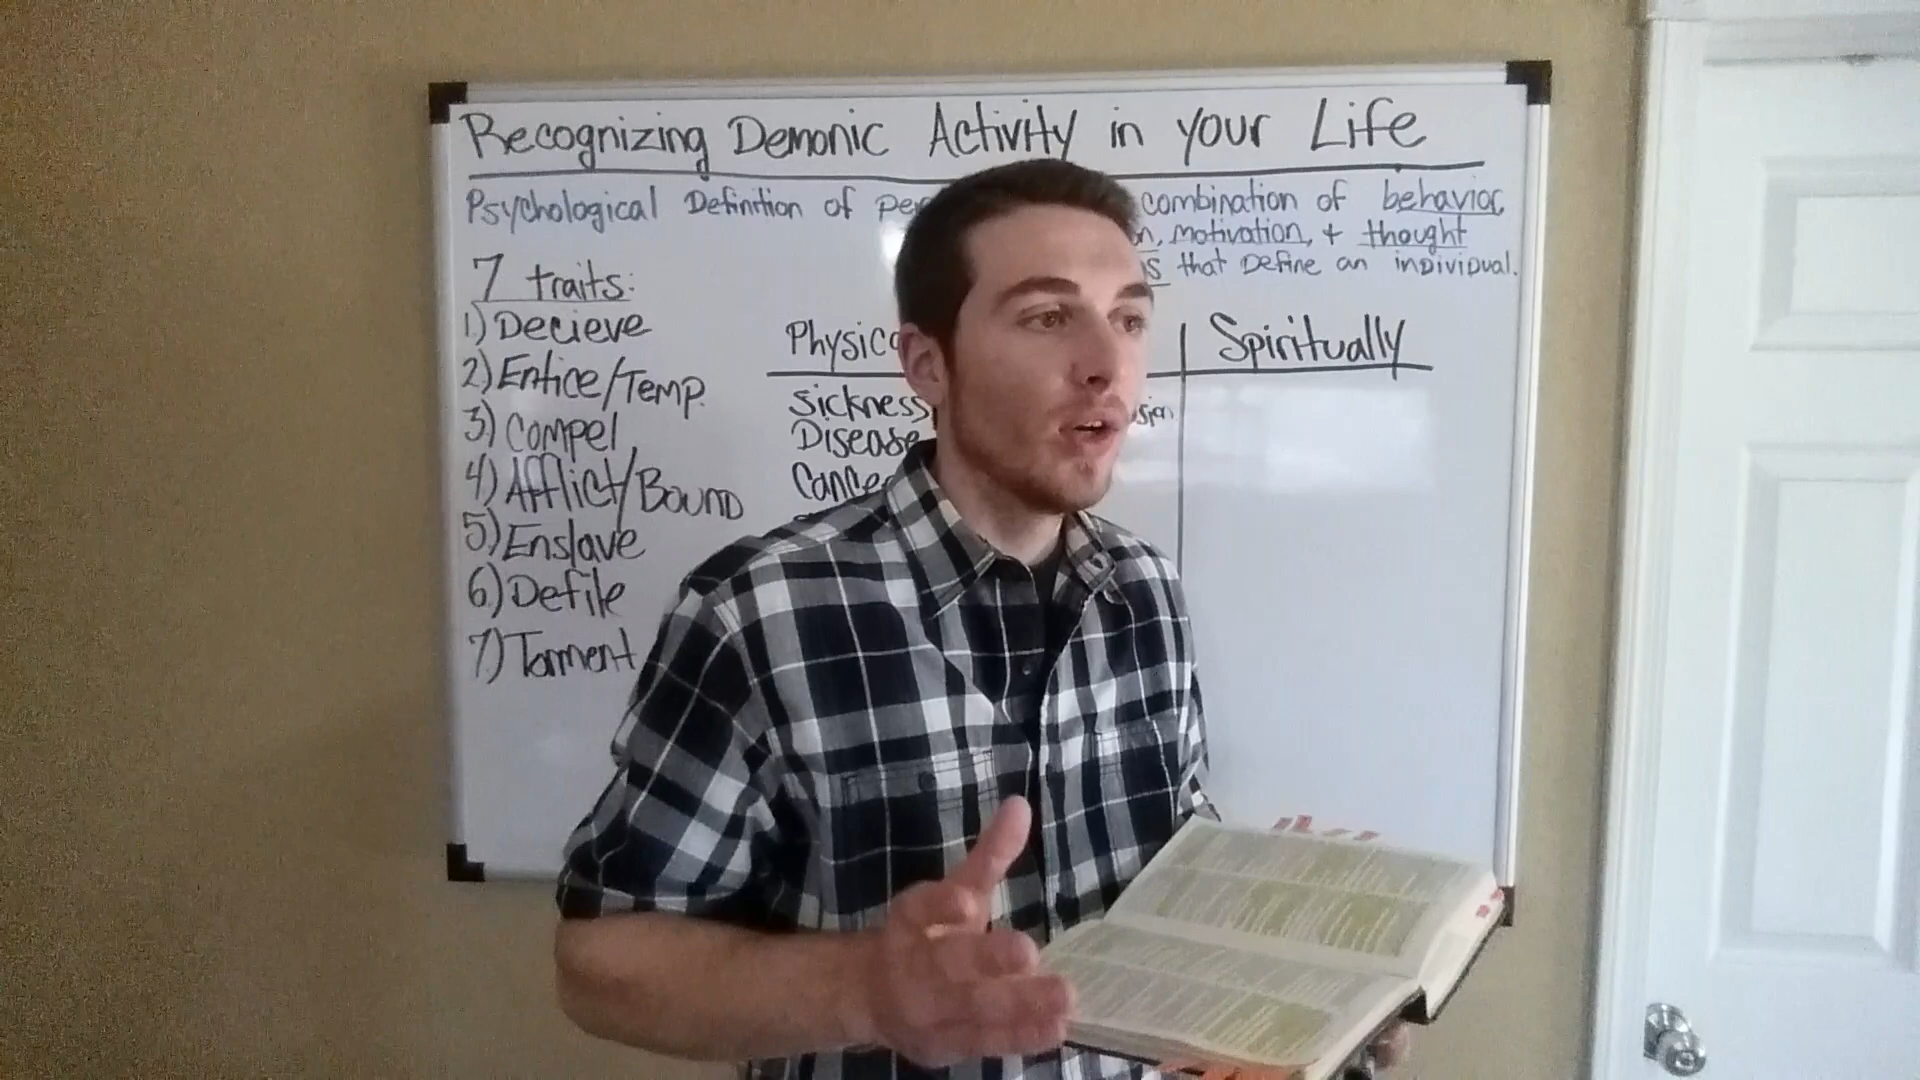 Recognizing Demonic Activity in your Life
Psychological Definition of combination of behavior,
motivation, + thought
that Define an individual.
7 traits:
1) Decieve
2) Entice/Temp.
3) Compel
4) Afflict/Bound
5) Enslave
6) Defile
7) Torment
Physica Spiritually
Sickness
Disease
Cance